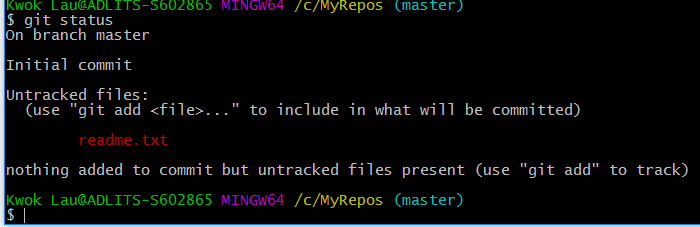 Kwok Lau@ADLITS-S602865 MINGW64 /c/MyRepos (master)
$ git status
On branch master
Initial commit
Untracked files:
(use "git add <file>..." to include in what will be committed)
readme.txt
nothing added to commit but untracked files present (use "git add" to track)
Kwok Lau@ADLITS-S602865 MINGW64 /c/MyRepos (master)
$